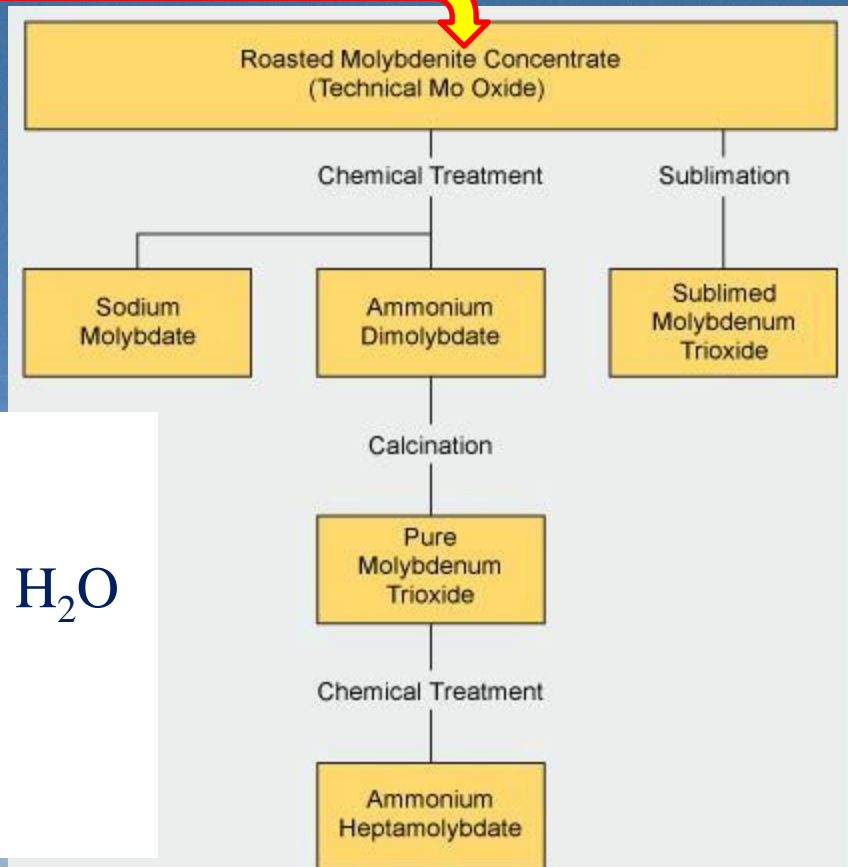 Roasted Molybdenite Concentrate
(Technical Mo Oxide)
Chemical Treatment
Sublimation
Sodium
Molybdate
Ammonium
Dimolybdate
Sublimed
Molybdenum
Trioxide
Calcination
Pure
Molybdenum
Trioxide
H₂O
Chemical Treatment
Ammonium
Heptamolybdate